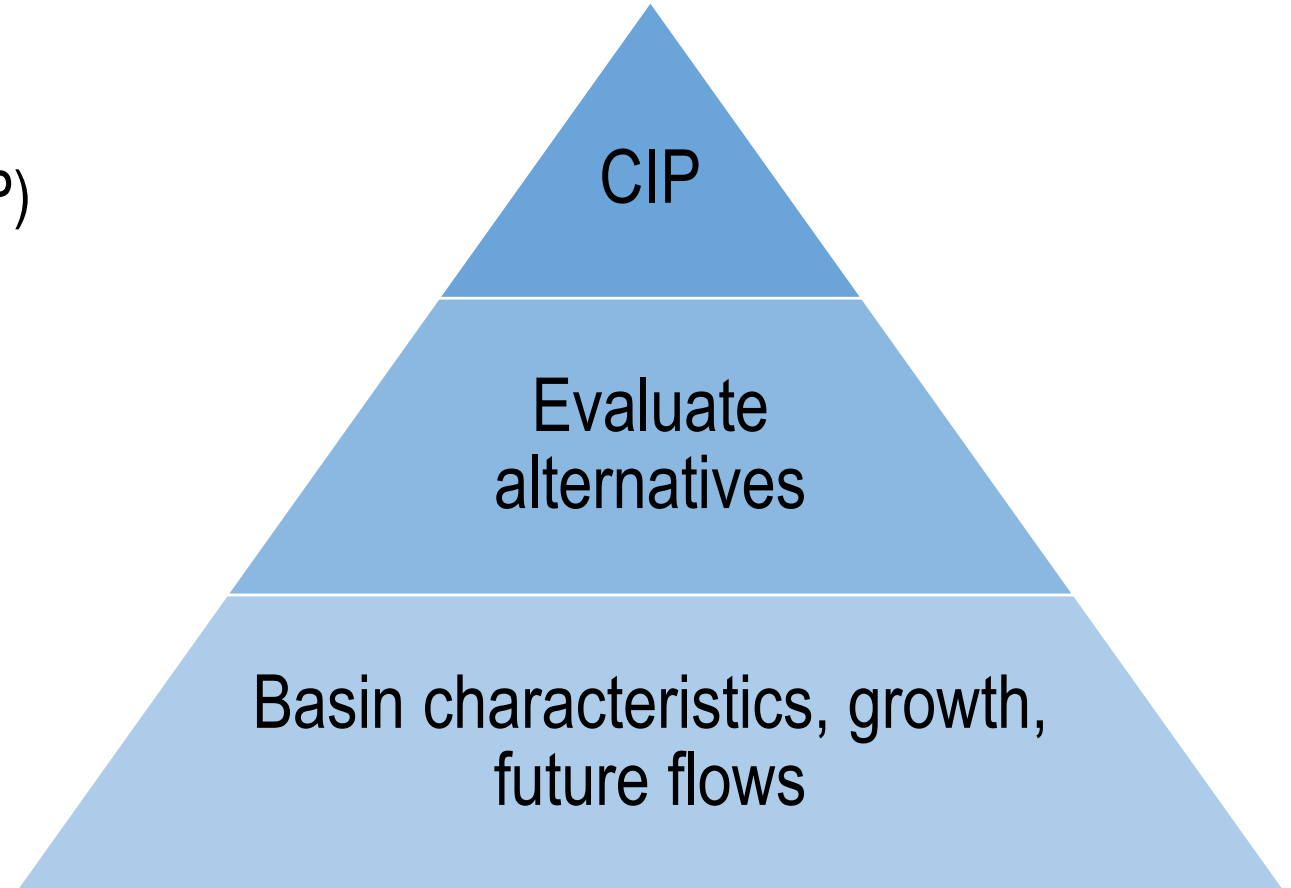 P)
CIP
Evaluate
alternatives
Basin characteristics, growth,
future flows